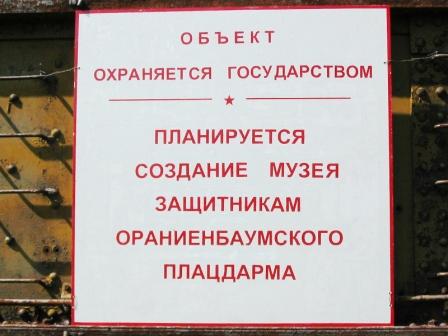 ОБЪЕКТ
ОХРАНЯЕТСЯ ГОСУДАРСТВОМ
ПЛАНИРУЕТСЯ
СОЗДАНИЕ МУЗЕЯ
ЗАЩИТНИКАМ
ОРАНИЕНБАУМСКОГО
ПЛАЦДАРМА